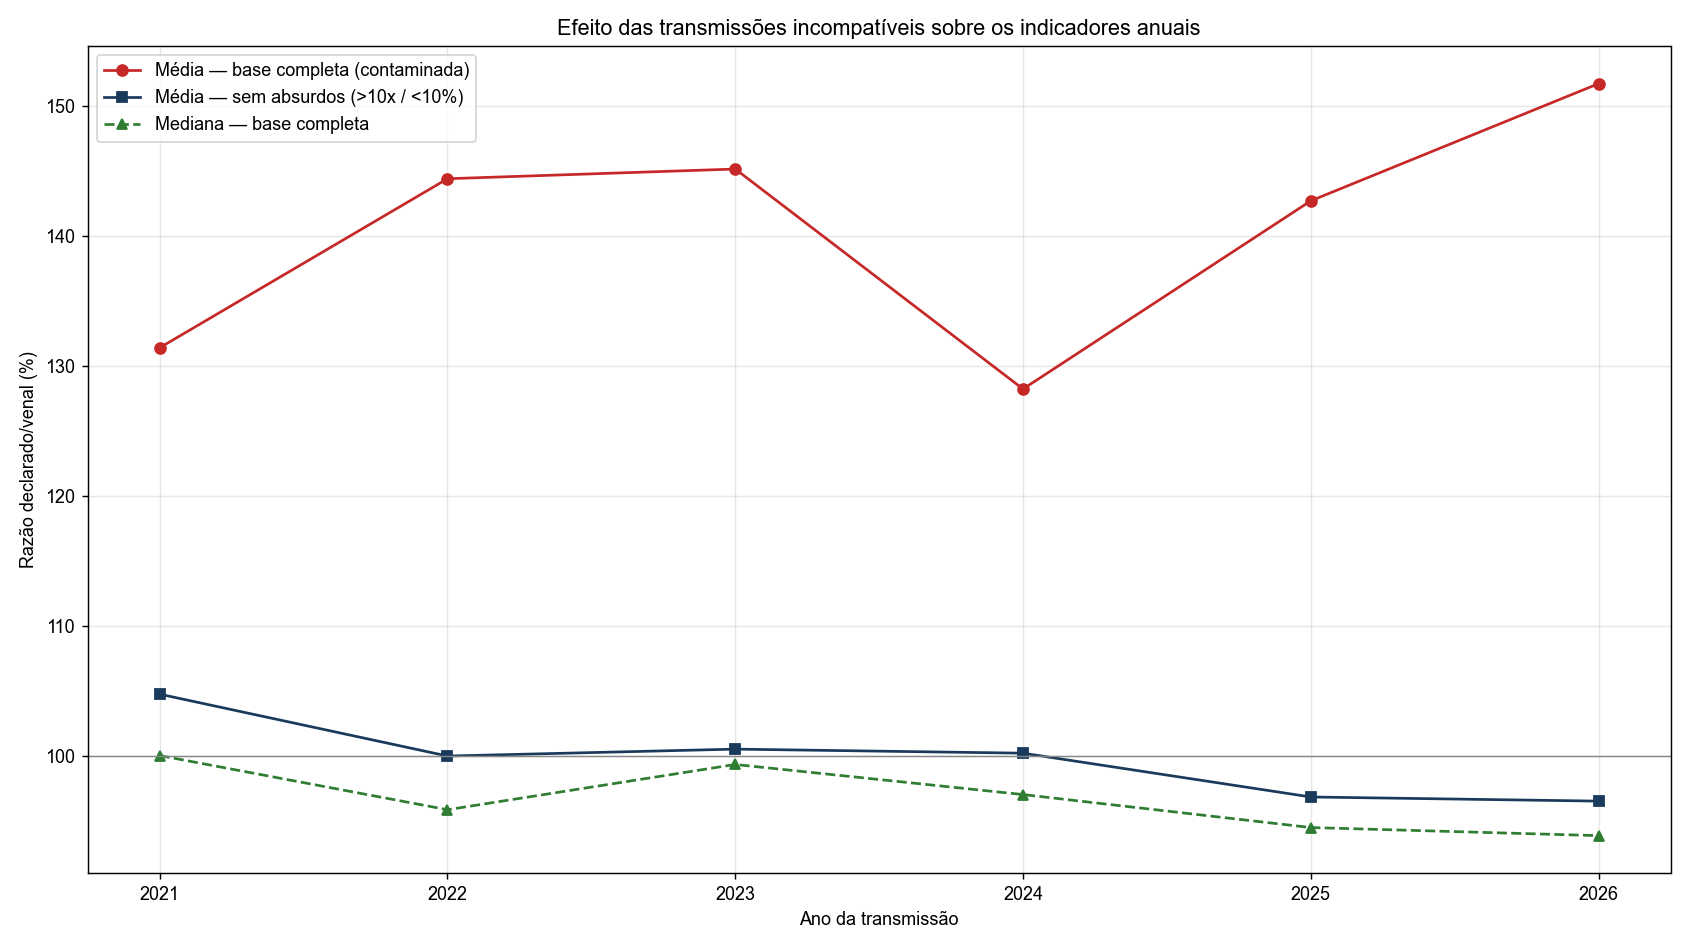 Efeito das transmissões incompatíveis sobre os indicadores anuais
Média — base completa (contaminada)
Média — sem absurdos (>10x / <10%)
Mediana — base completa
Razão declarado/venal (%)
150
140
130
120
110
100
2021 2022 2023 2024 2025 2026
Ano da transmissão